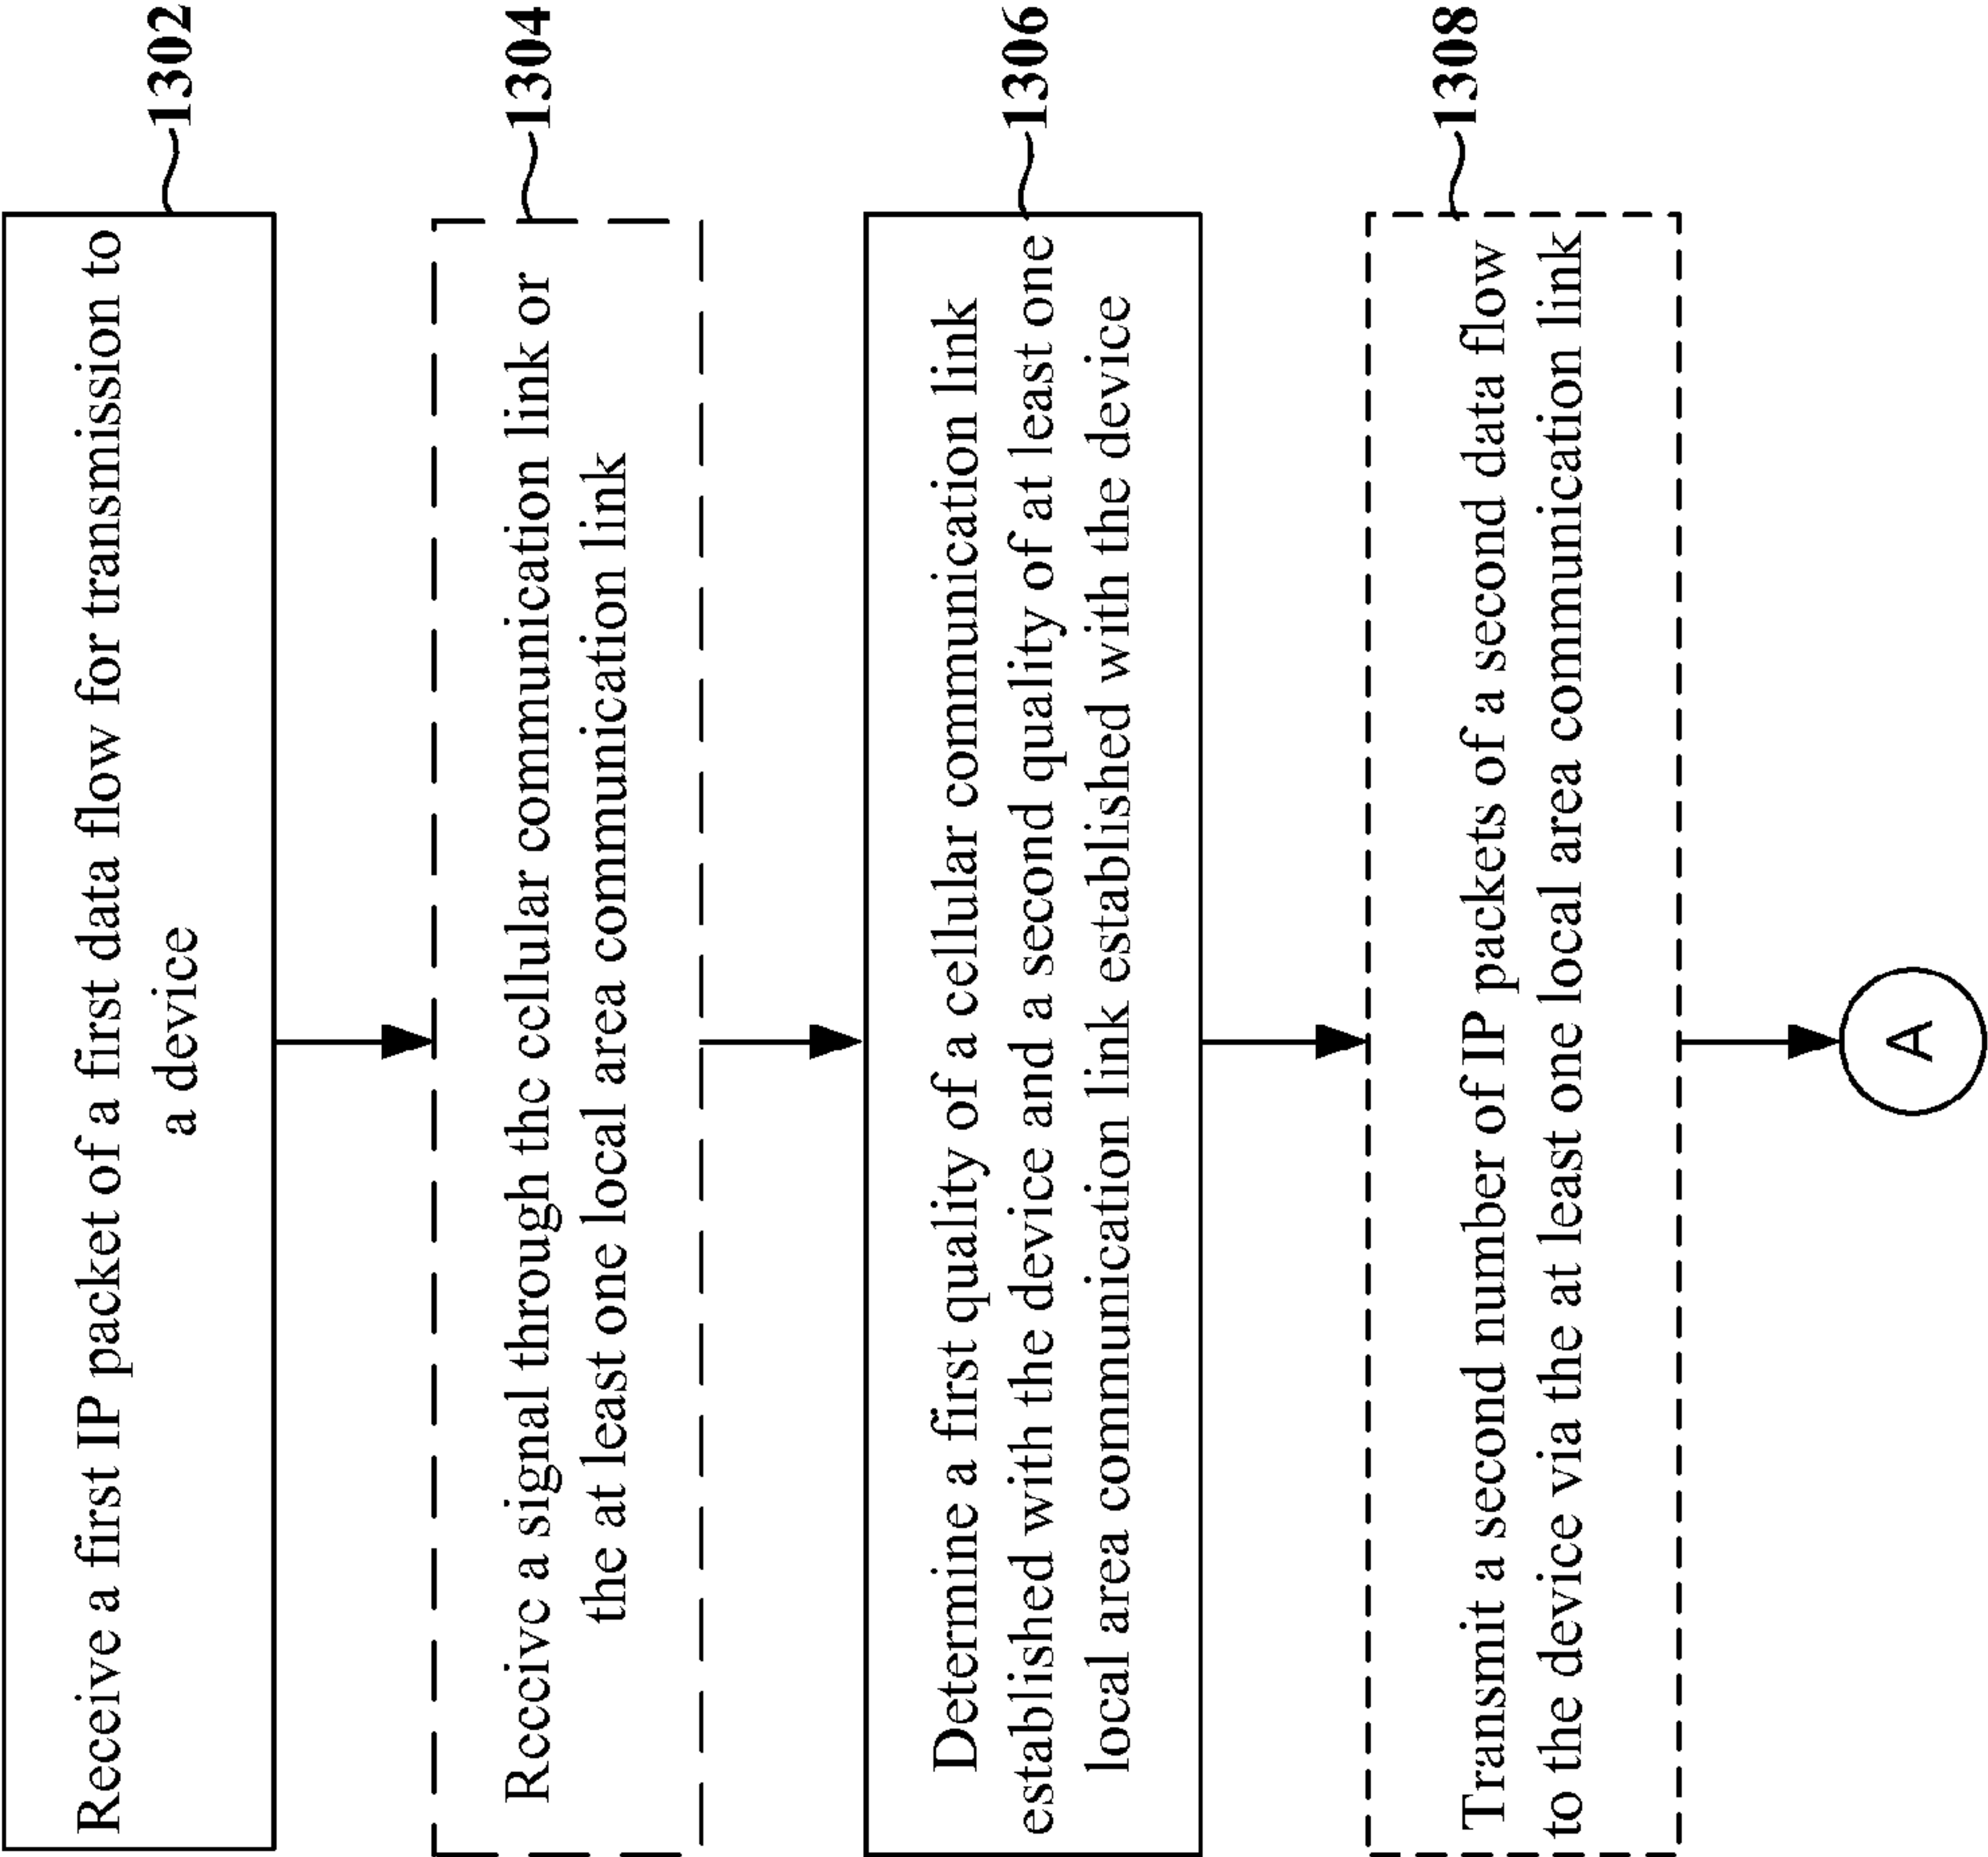 1302
Receive a first IP packet of a first data flow for transmission to
a device
1304
Receive a signal through the cellular communication link or
the at least one local area communication link
1306
Determine a first quality of a cellular communication link
established with the device and a second quality of at least one
local area communication link established with the device
1308
Transmit a second number of IP packets of a second data flow
to the device via the at least one local area communication link
A